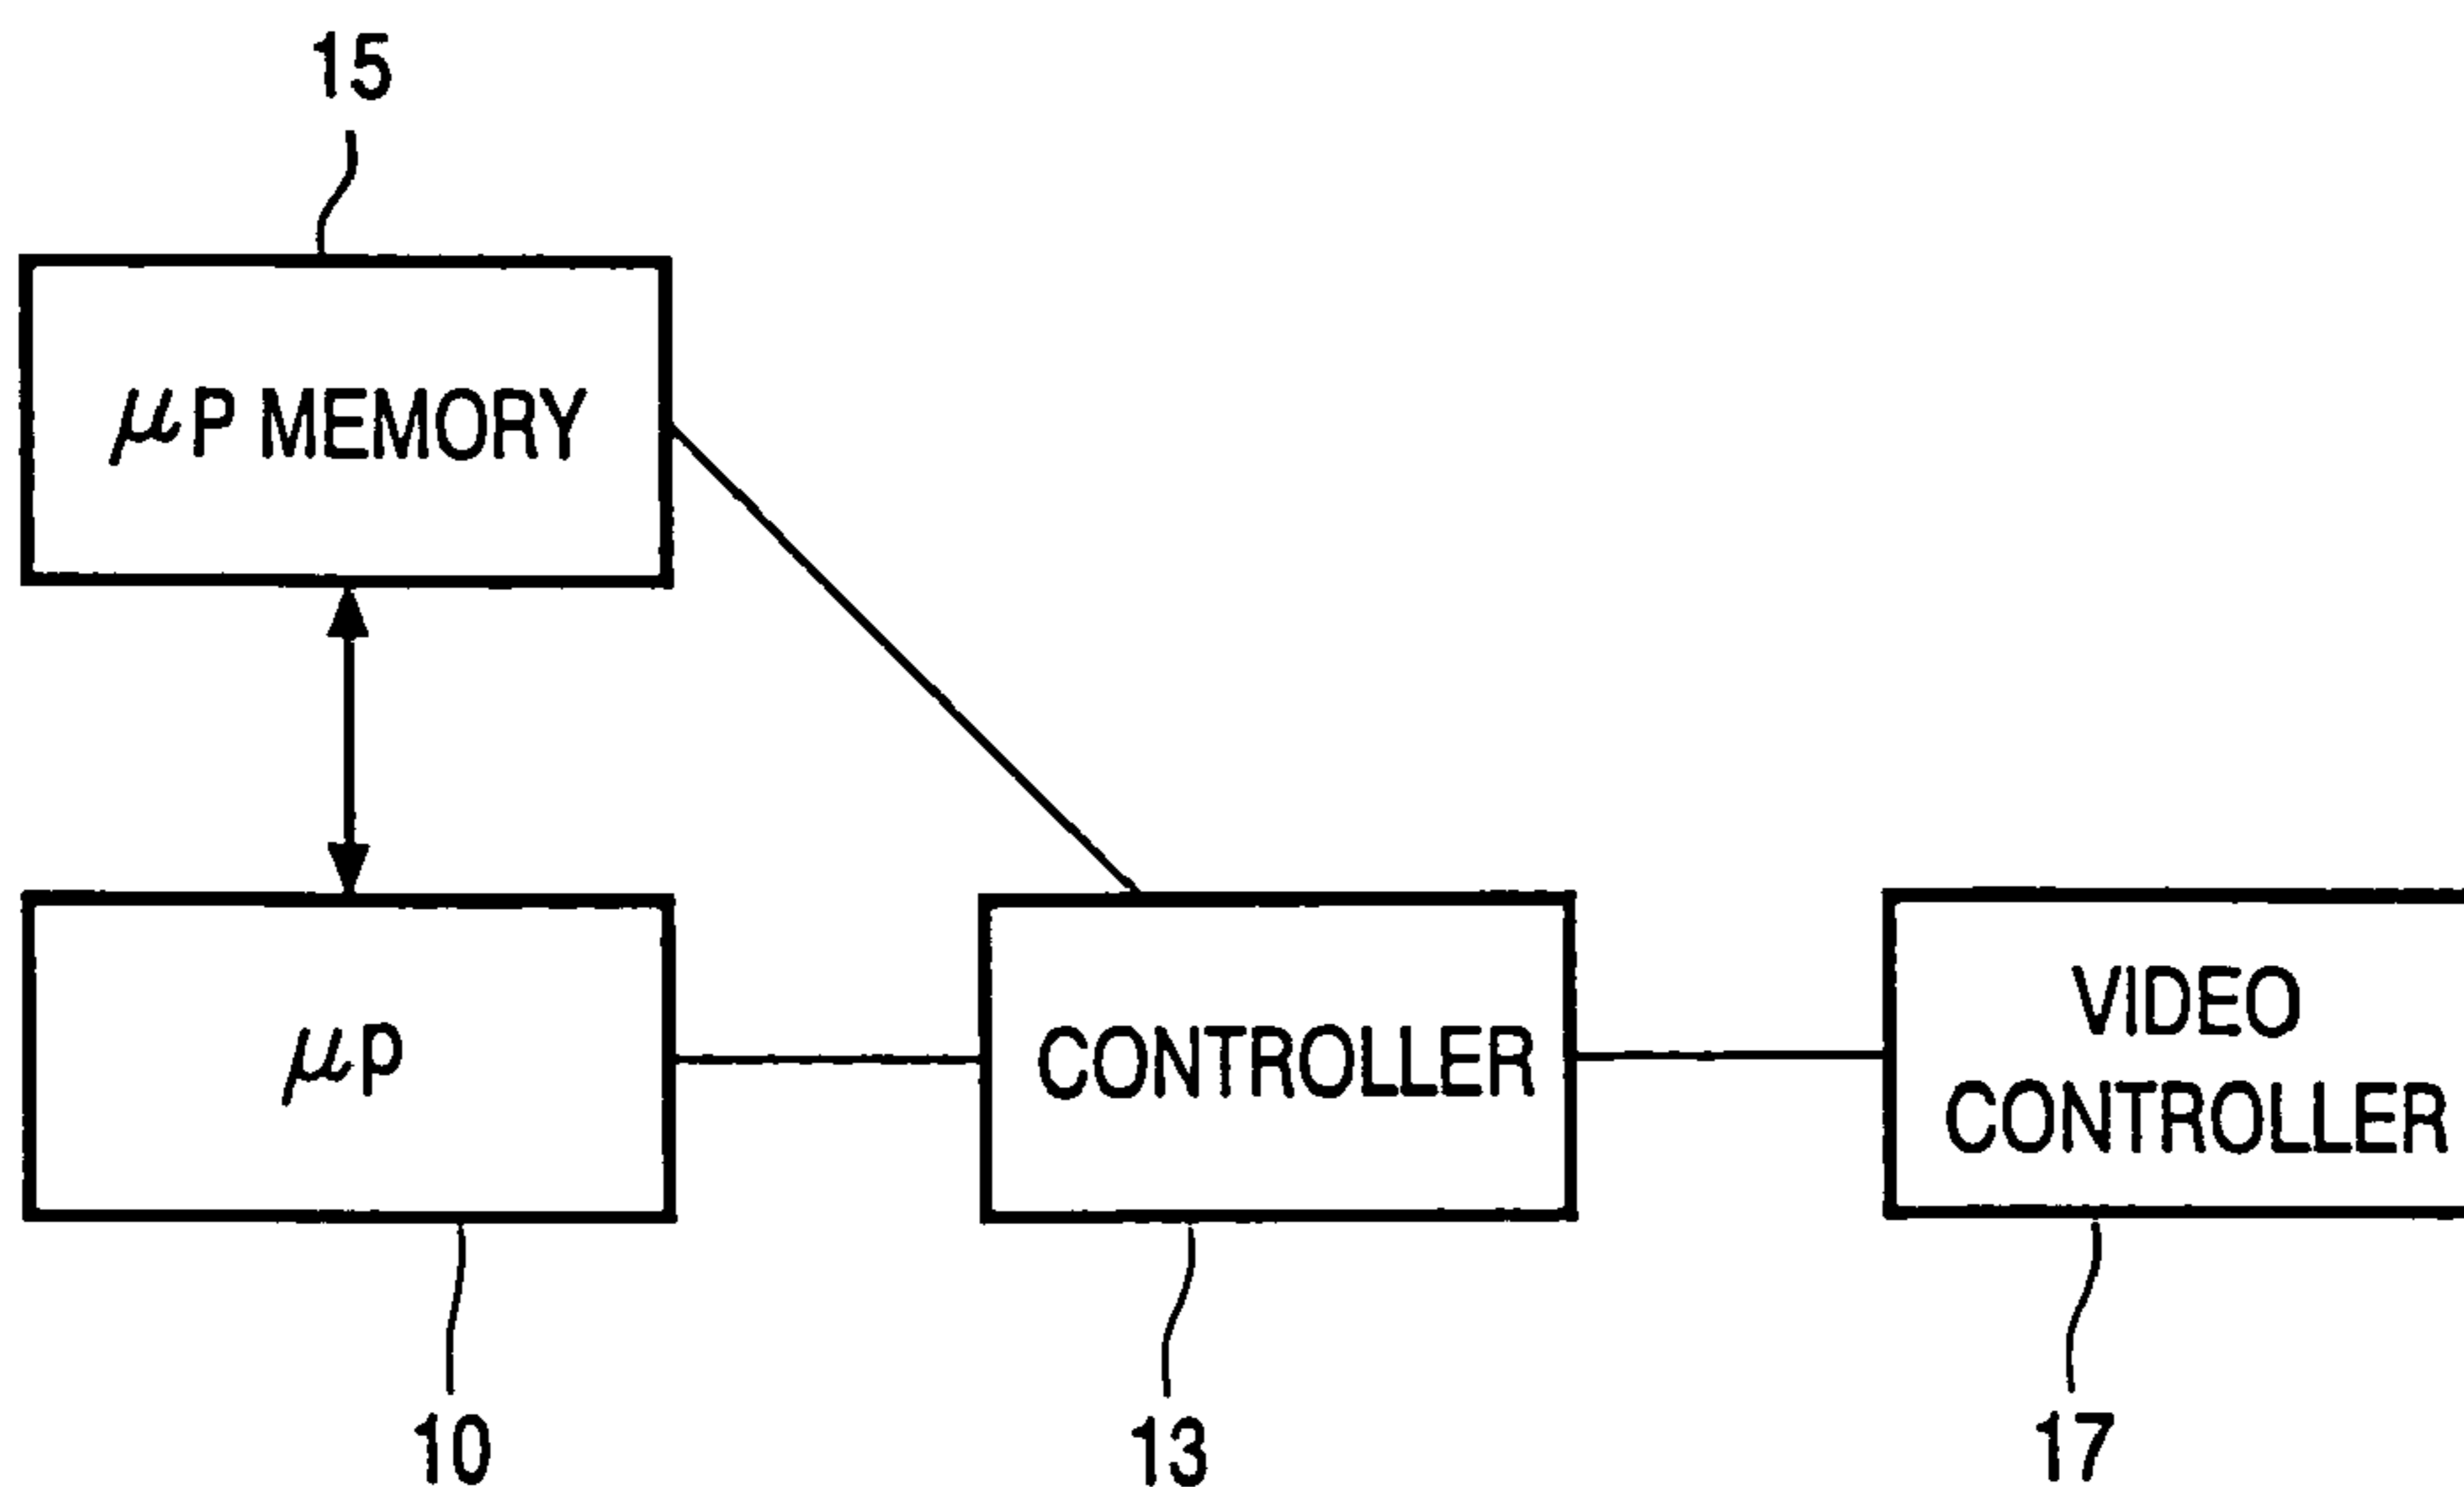 15
μP MEMORY
μP
CONTROLLER
VIDEO
CONTROLLER
10
13
17